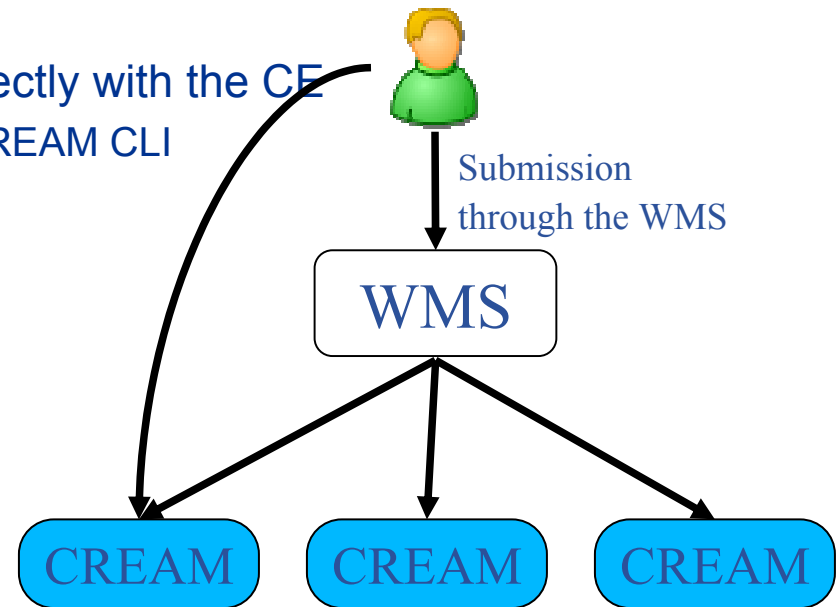 ectly with the CE
REAM CLI
Submission
through the WMS
WMS
CREAM CREAM CREAM